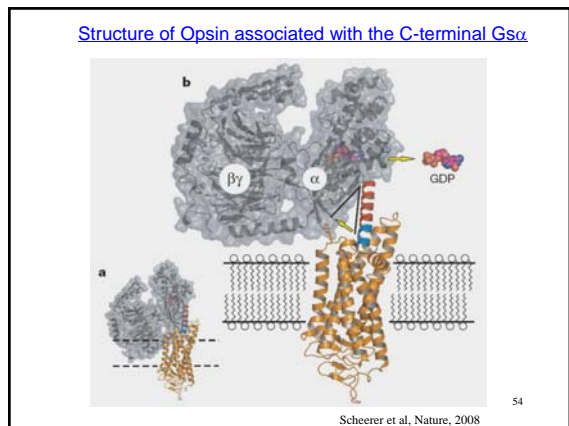 Structure of Opsin associated with the C-terminal Gsα
b
βγ
α
GDP
a
54
Scheerer et al, Nature, 2008